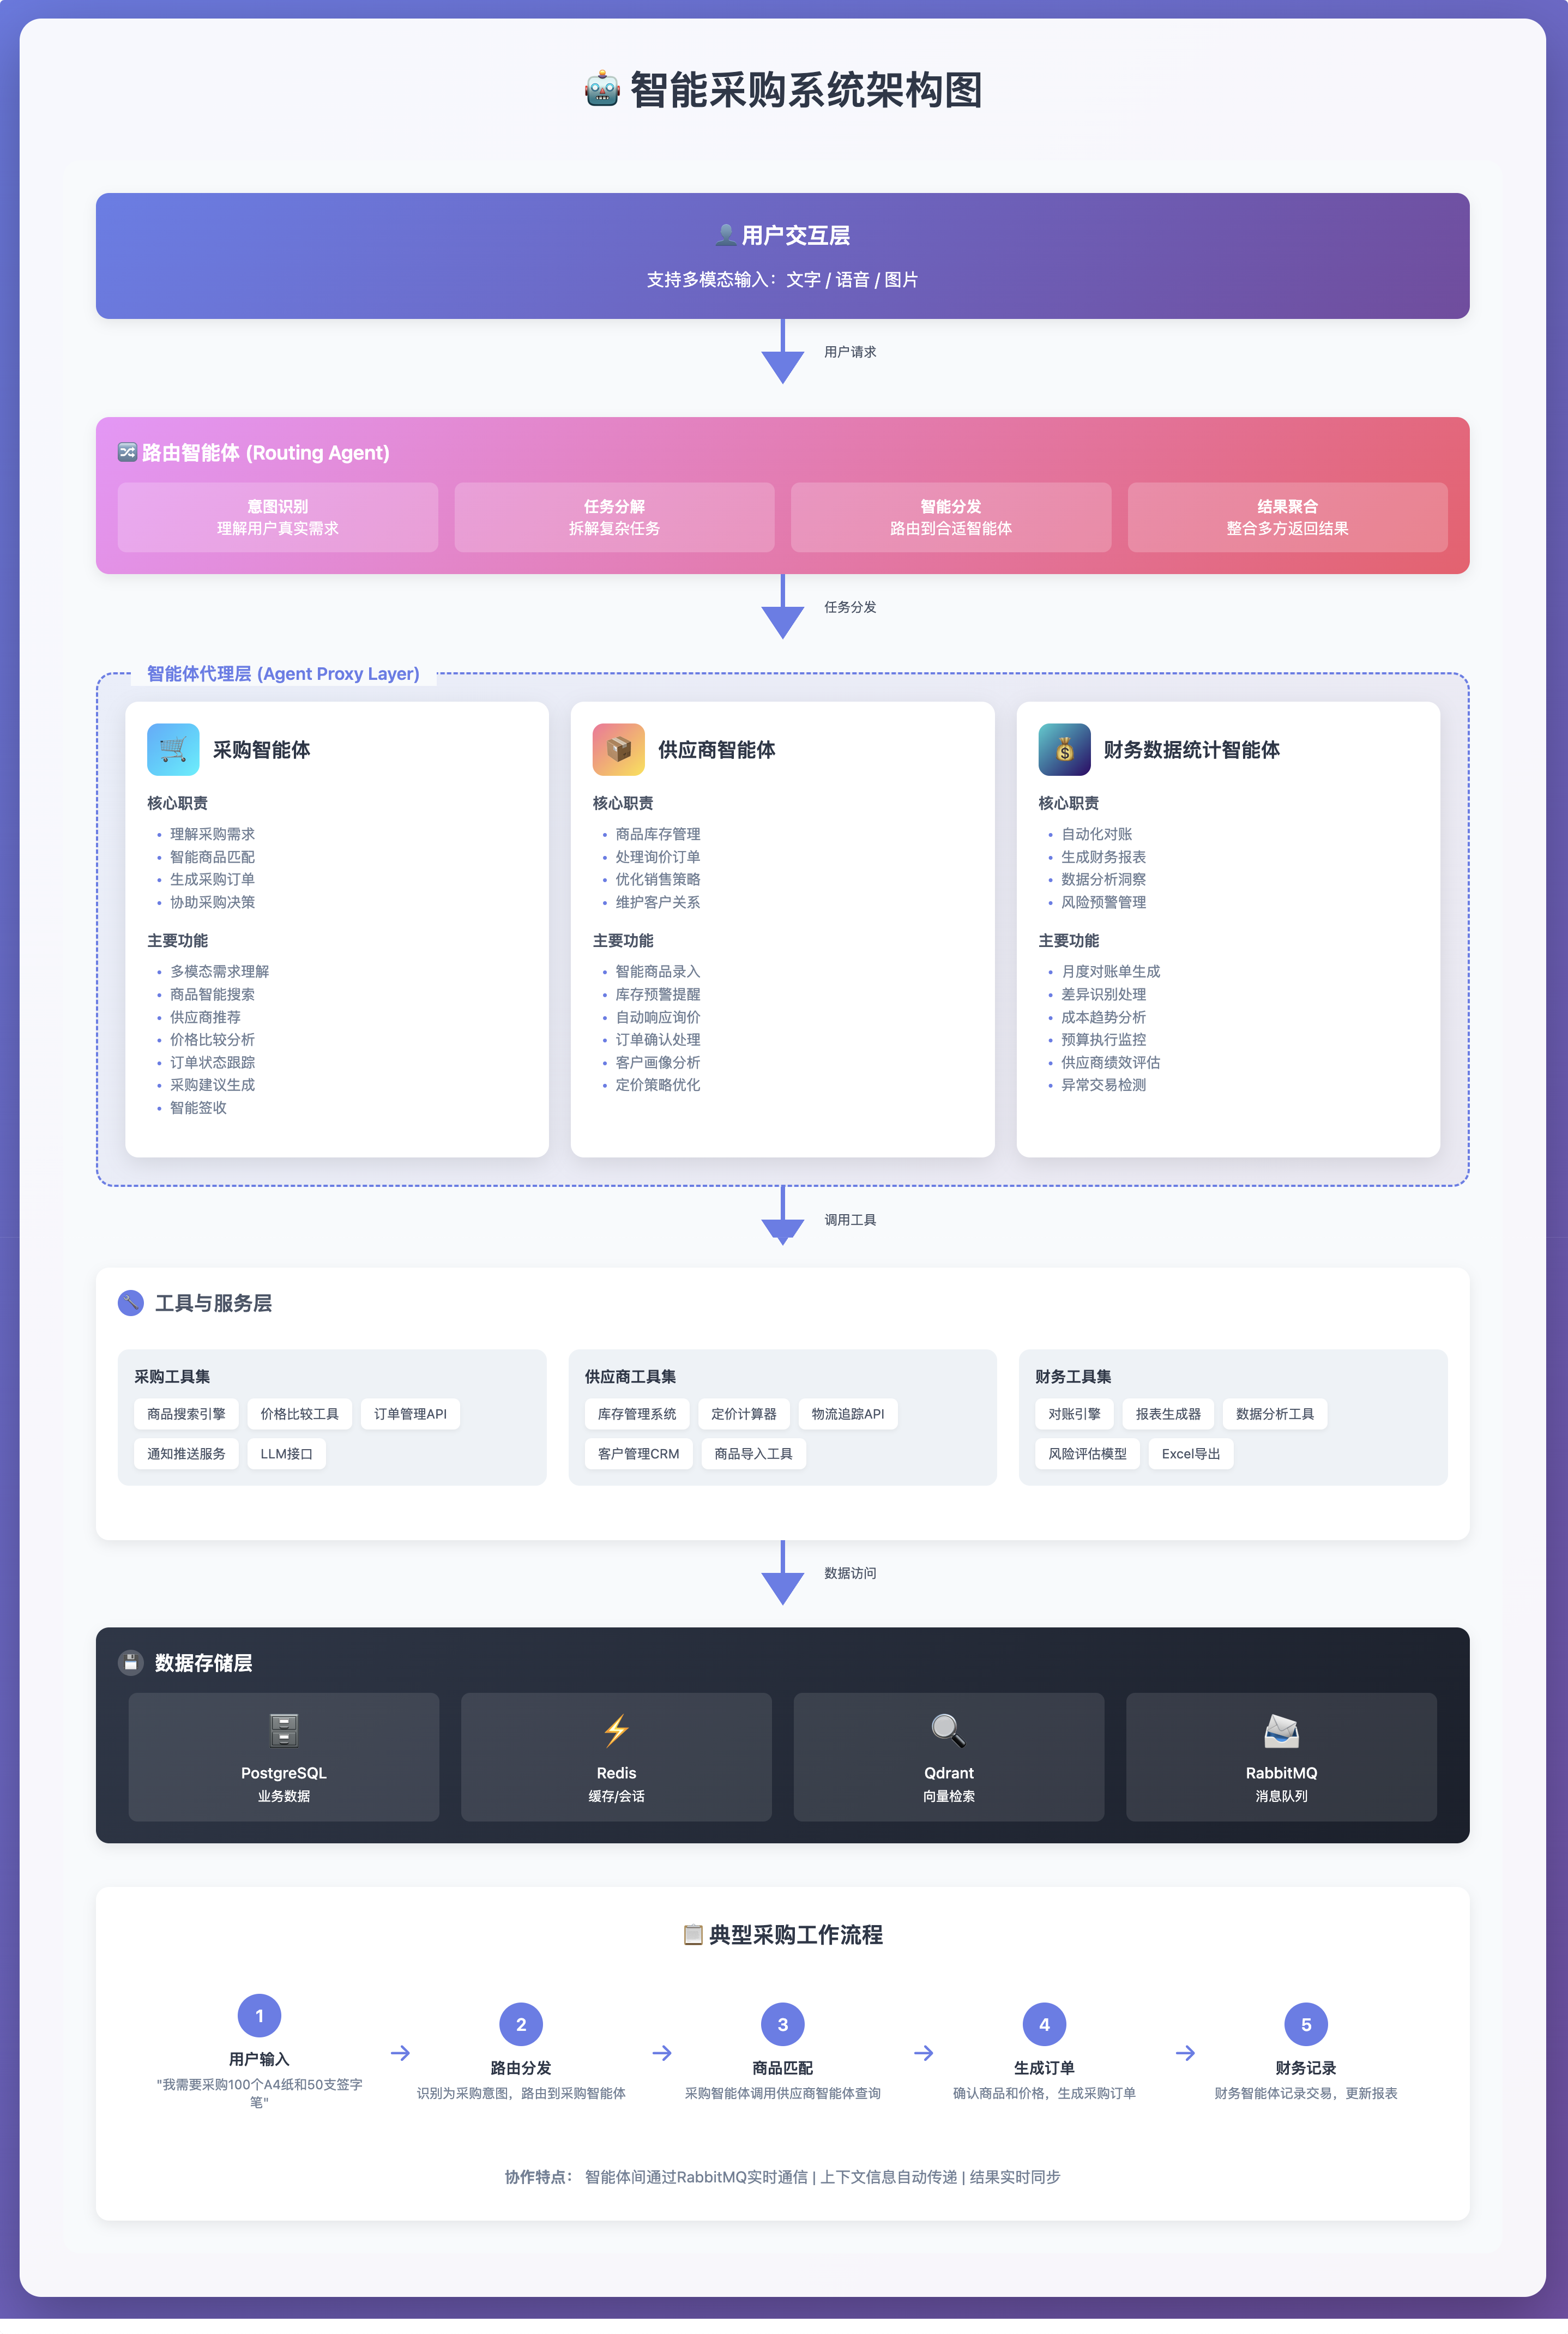 智能采购系统架构图
用户交互层
支持多模态输入：文字 / 语音 / 图片
用户请求
路由智能体 (Routing Agent)
意图识别
理解用户真实需求
任务分解
拆解复杂任务
智能分发
路由到合适智能体
结果聚合
整合多方返回结果
任务分发
智能体代理层 (Agent Proxy Layer)
采购智能体
核心职责
理解采购需求
智能商品匹配
生成采购订单
协助采购决策
主要功能
多模态需求理解
商品智能搜索
供应商推荐
价格比较分析
订单状态跟踪
采购建议生成
智能签收
供应商智能体
核心职责
商品库存管理
处理询价订单
优化销售策略
维护客户关系
主要功能
智能商品录入
库存预警提醒
自动响应询价
订单确认处理
客户画像分析
定价策略优化
财务数据统计智能体
核心职责
自动化对账
生成财务报表
数据分析洞察
风险预警管理
主要功能
月度对账单生成
差异识别处理
成本趋势分析
预算执行监控
供应商绩效评估
异常交易检测
调用工具
工具与服务层
采购工具集
商品搜索引擎
价格比较工具
订单管理API
通知推送服务
LLM接口
供应商工具集
库存管理系统
定价计算器
物流追踪API
客户管理CRM
商品导入工具
财务工具集
对账引擎
报表生成器
数据分析工具
风险评估模型
Excel导出
数据访问
数据存储层
PostgreSQL
业务数据
Redis
缓存/会话
Qdrant
向量检索
RabbitMQ
消息队列
典型采购工作流程
1
用户输入
"我需要采购100个A4纸和50支签字
笔"
2
路由分发
识别为采购意图，路由到采购智能体
3
商品匹配
采购智能体调用供应商智能体查询
4
生成订单
确认商品和价格，生成采购订单
5
财务记录
财务智能体记录交易，更新报表
协作特点： 智能体间通过RabbitMQ实时通信 | 上下文信息自动传递 | 结果实时同步